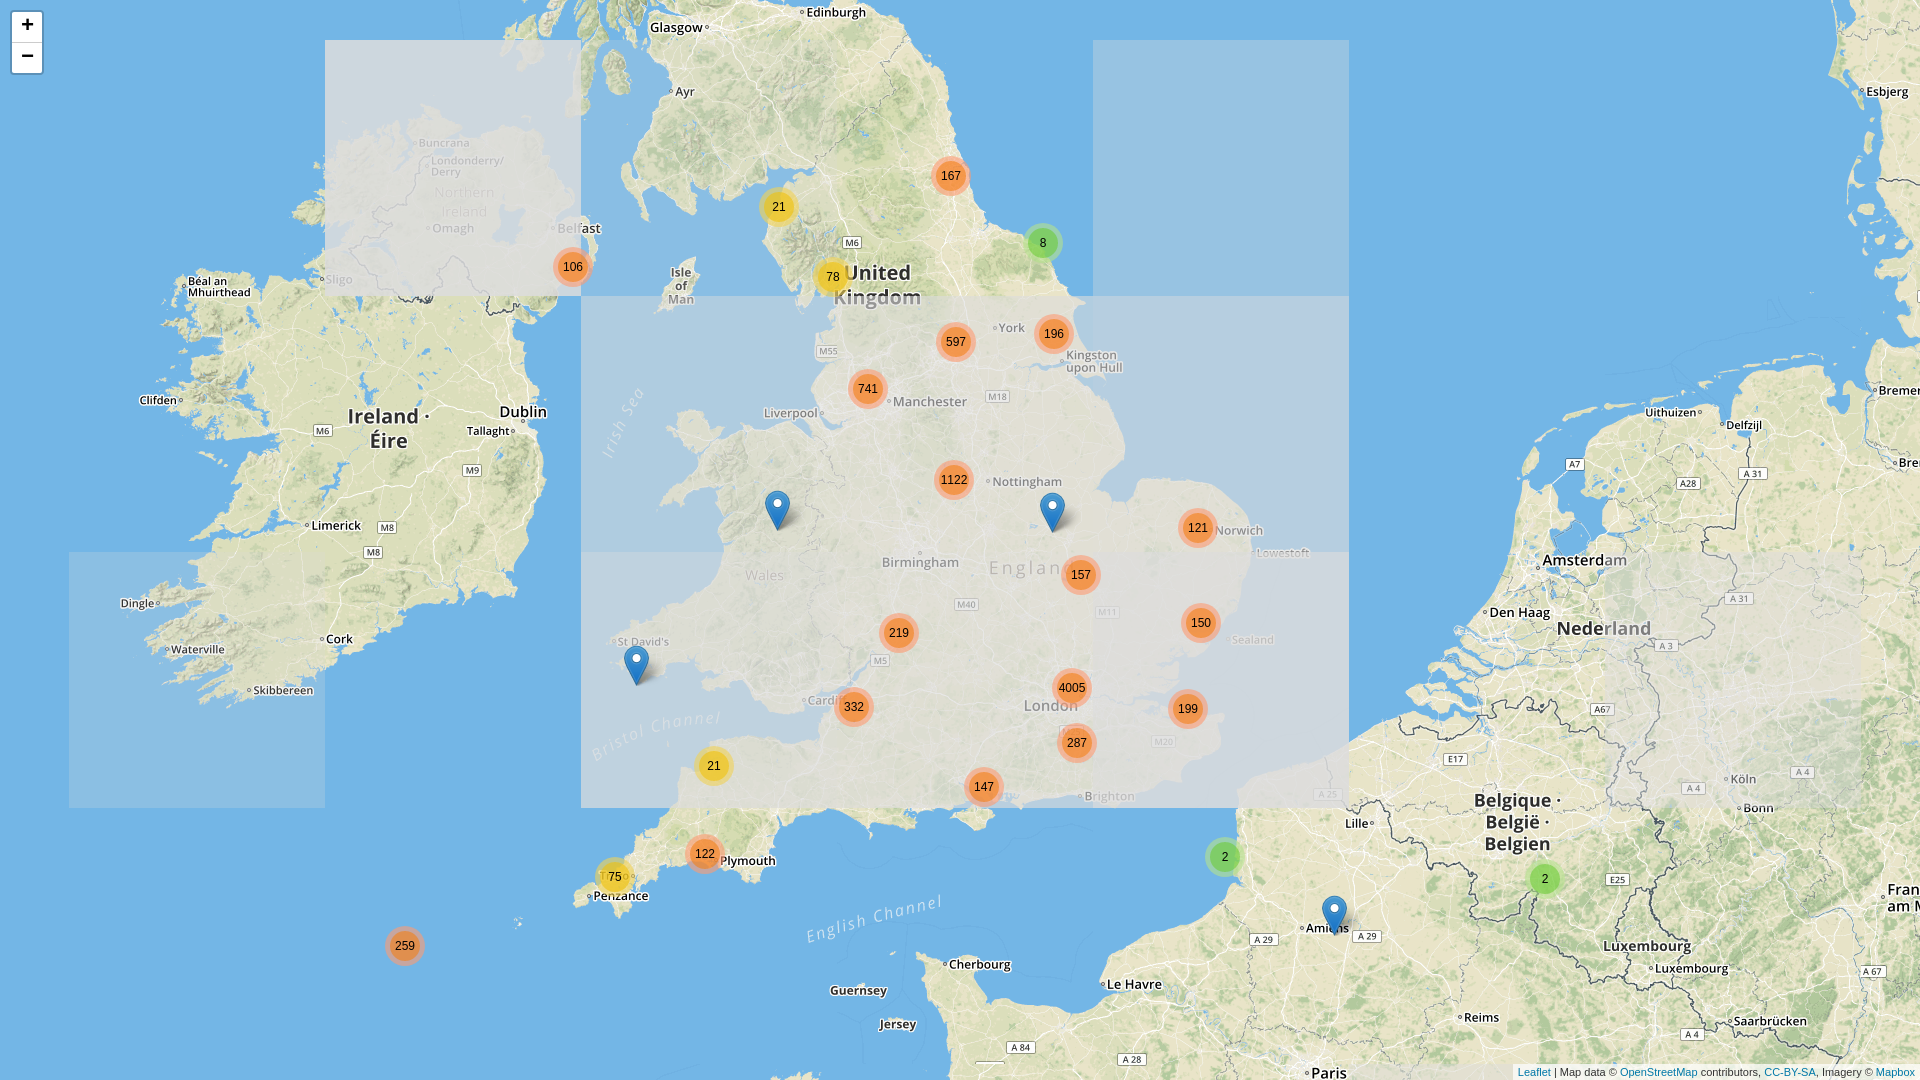 +
−
Glasgow
Edinburgh
Ayr
Esbjerg
Buncrana
Londonderry/
Derry
Northern
Ireland
Omagh
Belfast
Sligo
106
Béal an
Mhuirthead
167
21
8
M6
78
United
Kingdom
Isle
of
Man
York
597
196
M55
Kingston
upon Hull
741
Manchester
M18
Liverpool
Irish Sea
Clifden
Ireland ·
Éire
Dublin
Tallaght
M6
M9
Limerick
M8
M8
1122
Nottingham
121
Norwich
Lowestoft
Birmingham
Englan
157
Wales
M40
M11
150
Sealand
219
St David's
M5
Dingle
Waterville
Cork
Skibbereen
4005
London
199
332
287
M20
Bristol Channel
21
147
Brighton
A 25
122
Plymouth
75
Penzance
259
English Channel
Guernsey
Jersey
Cherbourg
Le Havre
2
Amiens
A 29
A 29
A 84
A 28
Paris
Reims
Lille
E17
Belgique ·
België ·
Belgien
2
E25
Luxembourg
Luxembourg
Saarbrücken
A 4
A 67
Fran
am M
Bonn
Köln
A 4
A 4
A 3
A 31
A67
Nederland
Den Haag
Amsterdam
A7
A28
A 31
Delfzijl
Uithuizen
Bremer
Bre
Leaflet | Map data © OpenStreetMap contributors, CC-BY-SA, Imagery © Mapbox